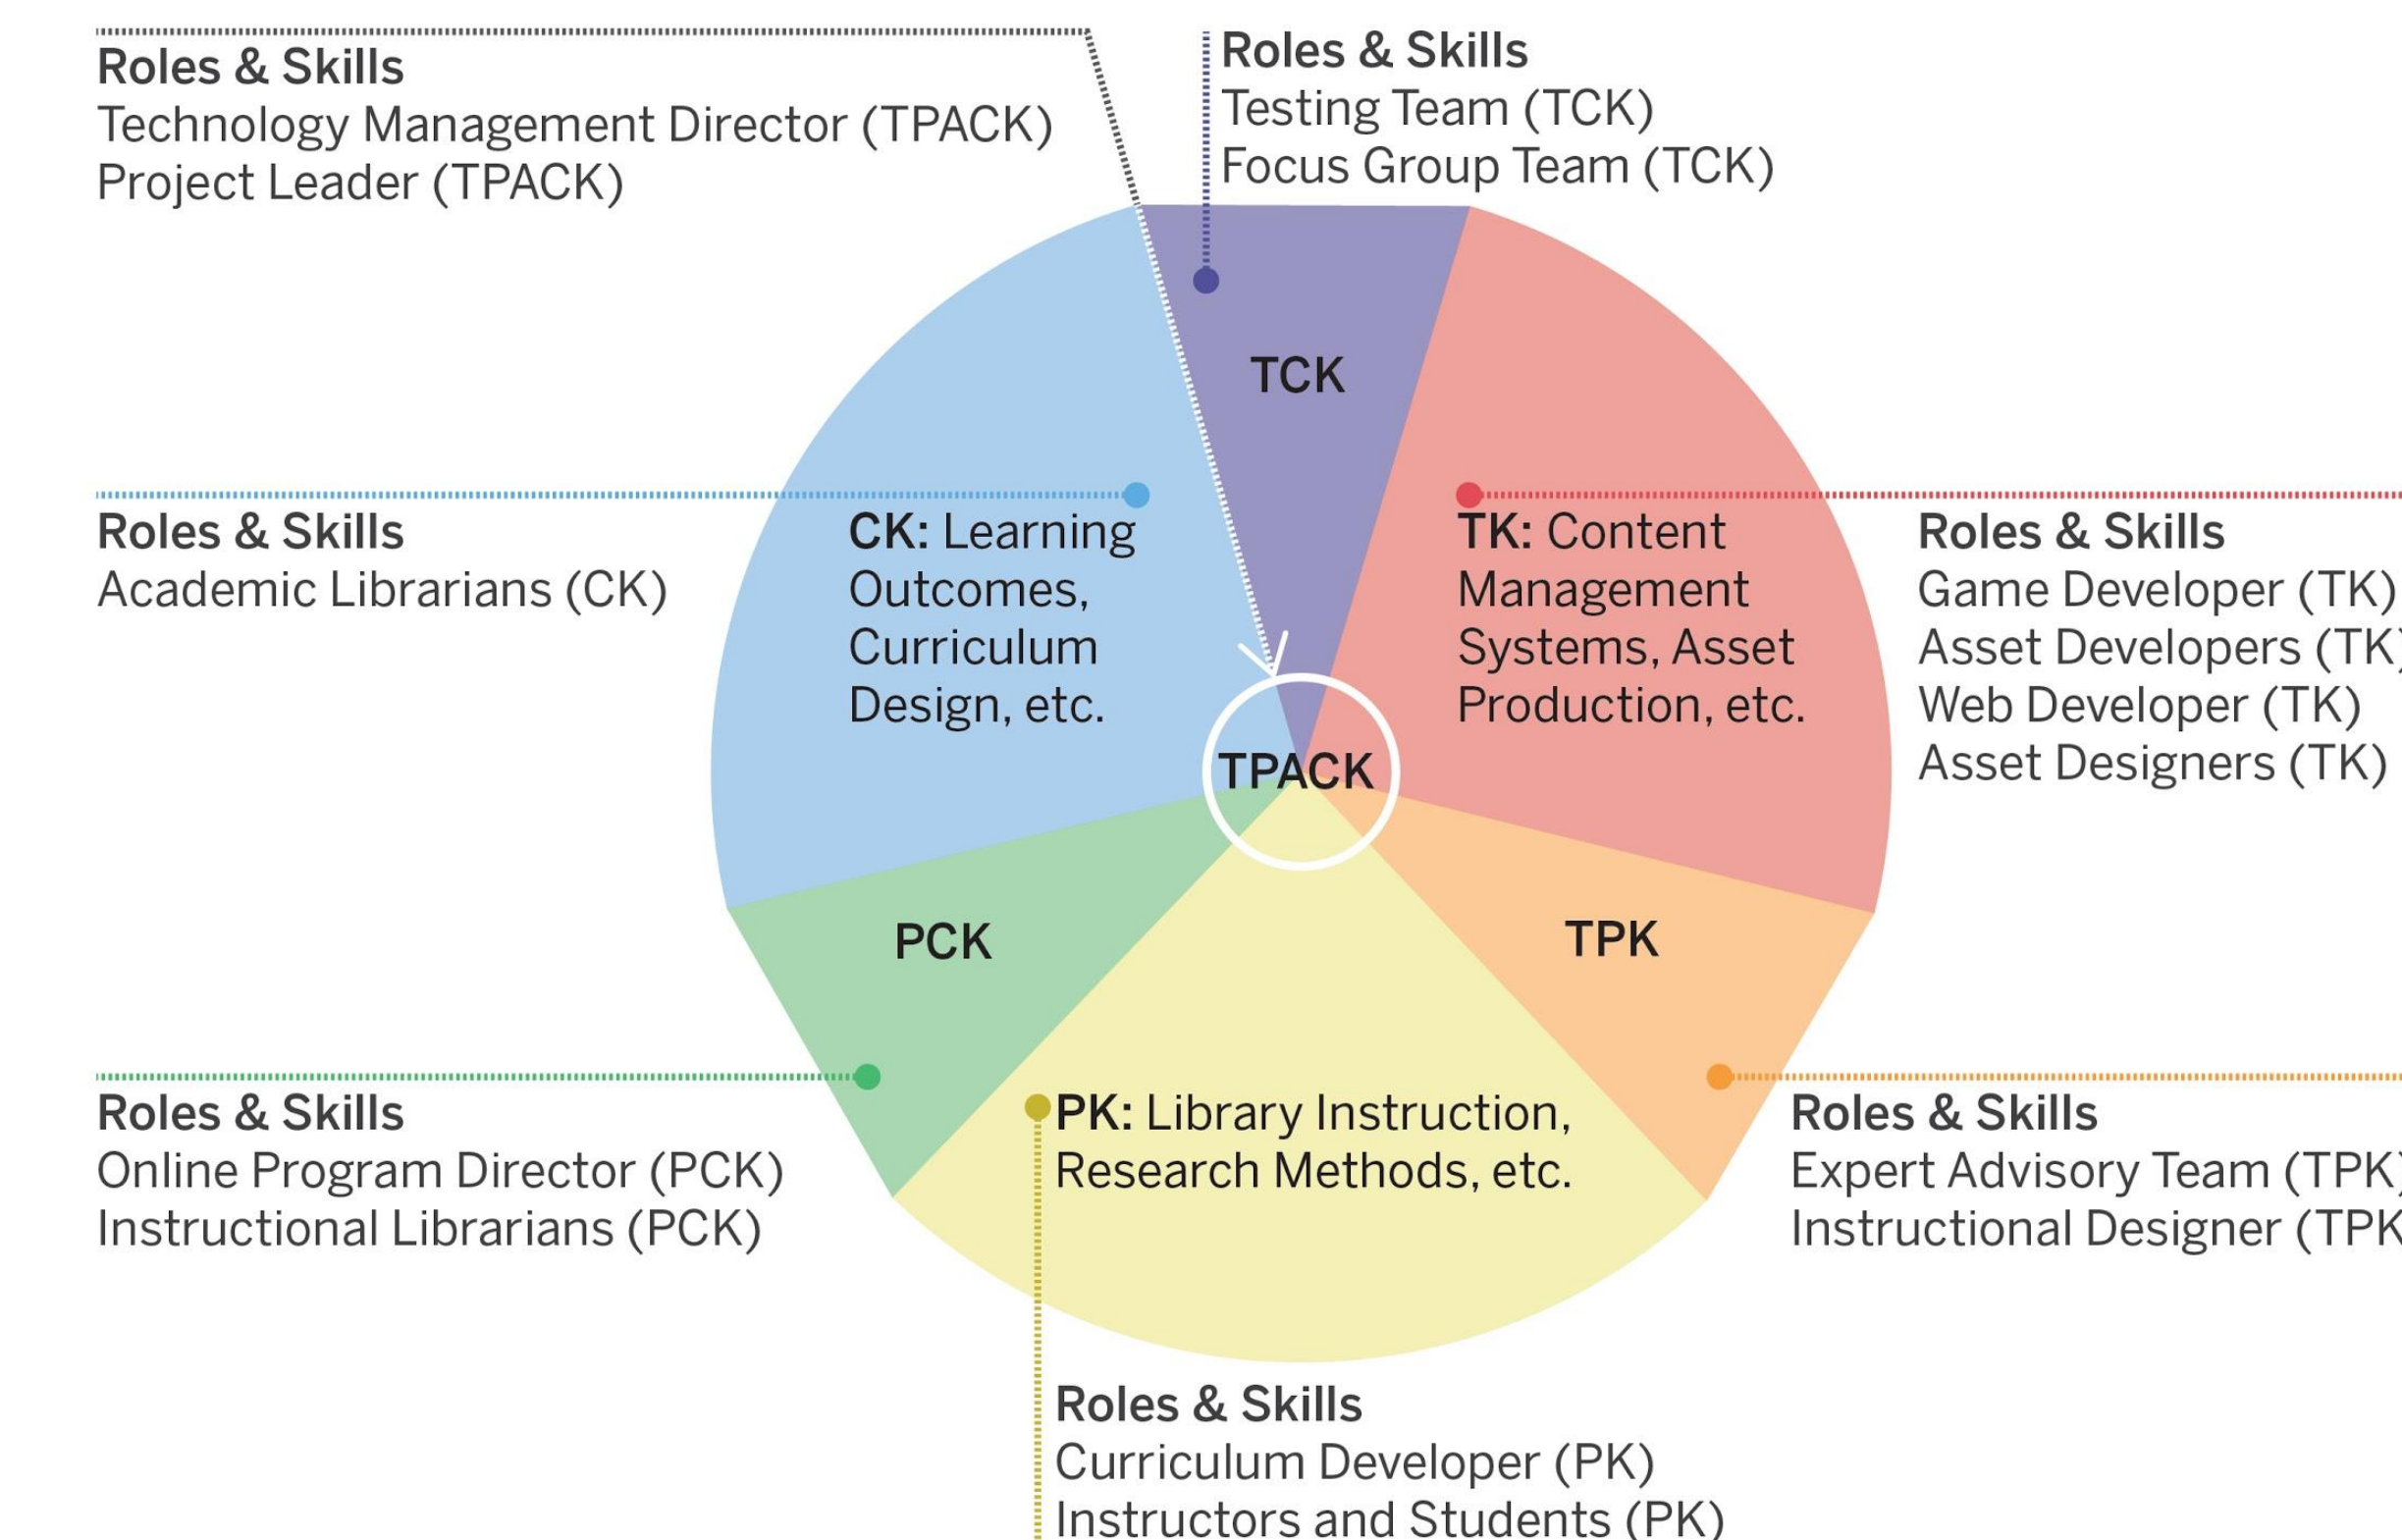 Roles & Skills
Technology Management Director (TPACK)
Project Leader (TPACK)
Roles & Skills
Testing Team (TCK)
Focus Group Team (TCK)
TCK
Roles & Skills
Academic Librarians (CK)
CK: Learning
Outcomes,
Curriculum
Design, etc.
TK: Content
Management
Systems, Asset
Production, etc.
Roles & Skills
Game Developer (TK)
Asset Developers (TK)
Web Developer (TK)
Asset Designers (TK)
TPACK
PCK
TPK
Roles & Skills
Online Program Director (PCK)
Instructional Librarians (PCK)
PK: Library Instruction,
Research Methods, etc.
Roles & Skills
Expert Advisory Team (TPK)
Instructional Designer (TPK
Roles & Skills
Curriculum Developer (PK)
Instructors and Students (PK)